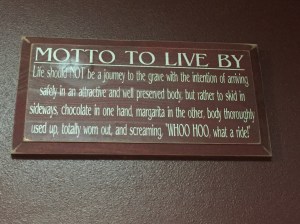 MOTTO TO LIVE BY
Life should NOT be a journey to the grave with the intention of arriving
safely in an attractive and well preserved body, but rather to skid in
sideways, chocolate in one hand, margarita in the other, body thoroughly
used up, totally worn out, and screaming, "WHOO HOO, what a ride!"